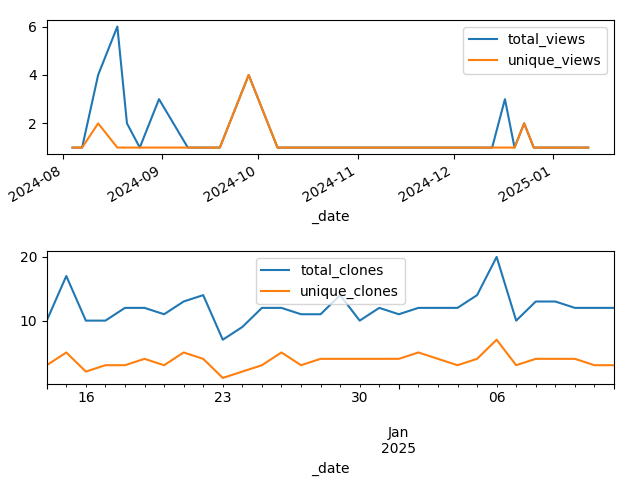 6
4
2
total_views
unique_views
2024-08
2024-09
2024-10
2024-11
2024-12
2025-01
_date
20
10
total_clones
unique_clones
16
23
30
06
Jan
2025
_date